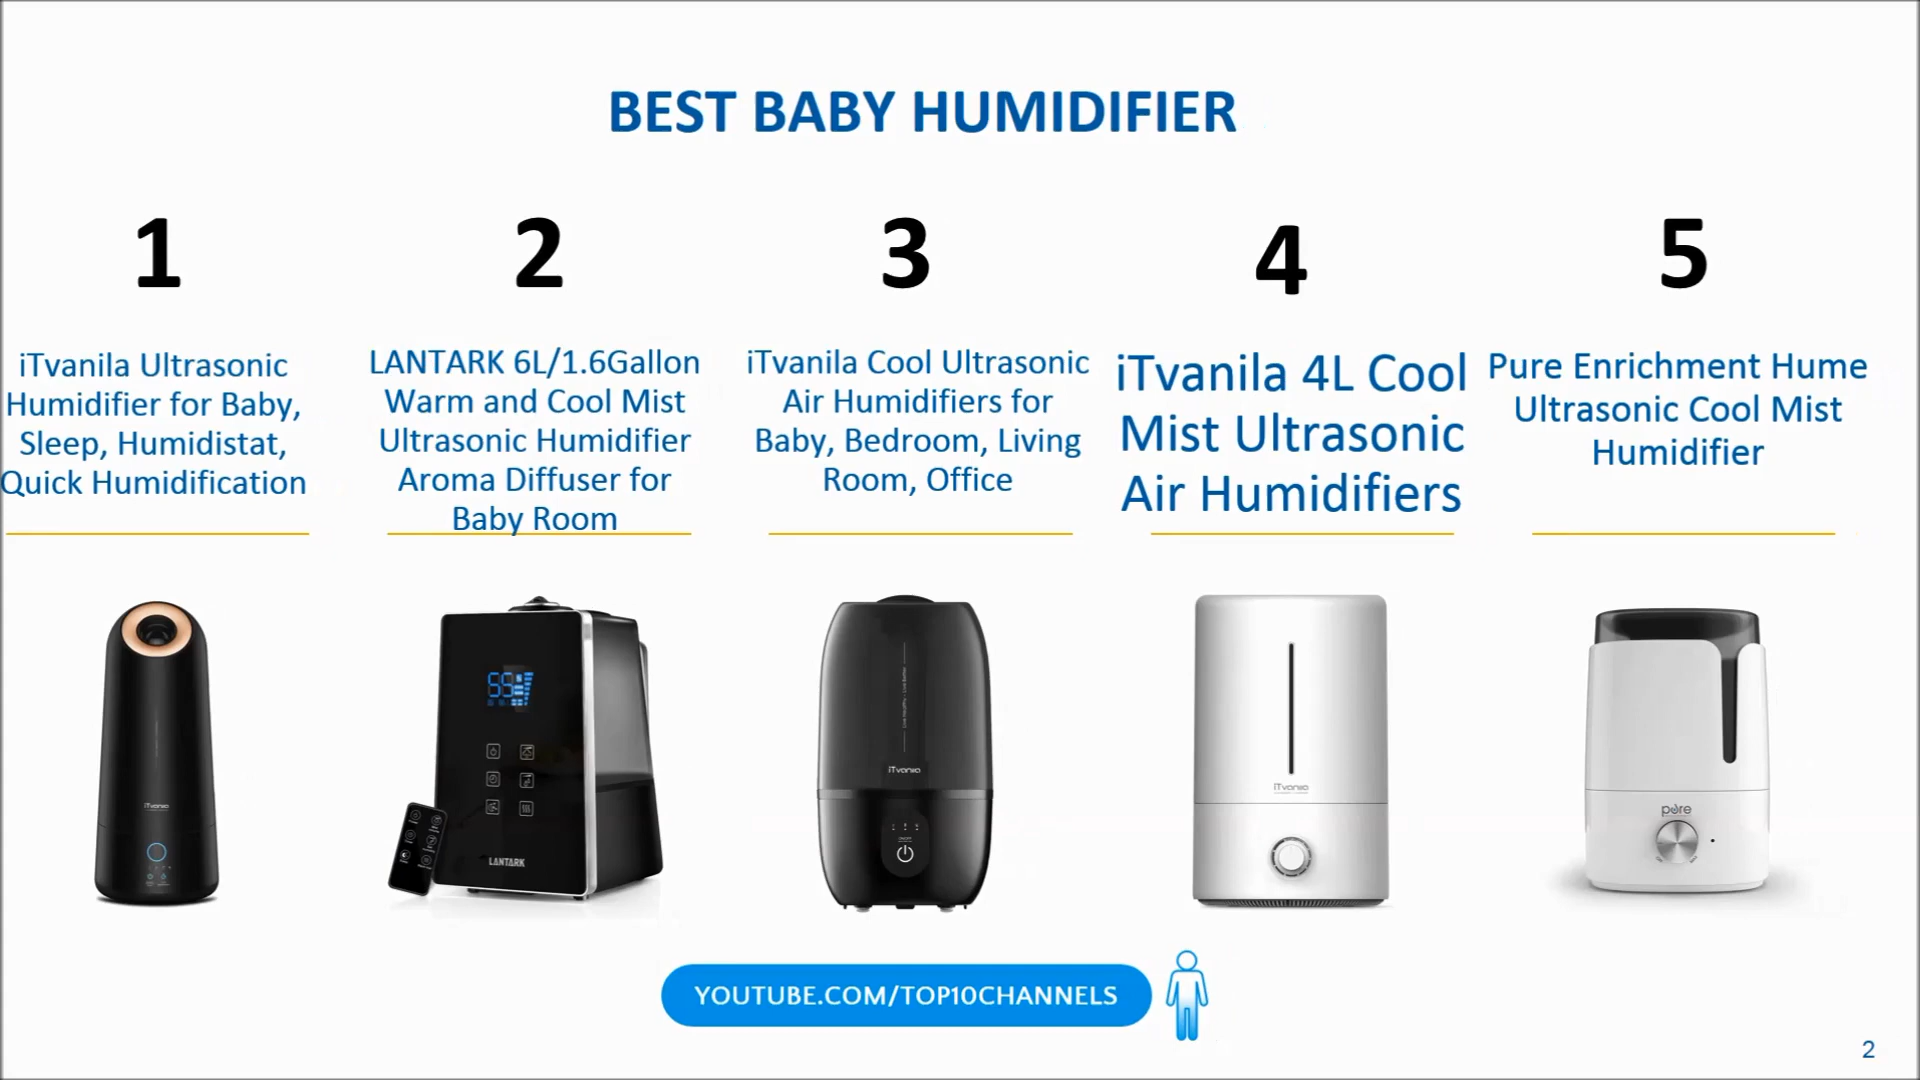 BEST BABY HUMIDIFIER
1
2
3
4
5
iTvanila Ultrasonic
Humidifier for Baby,
Sleep, Humidistat,
Quick Humidification
LANTARK 6L/1.6Gallon
Warm and Cool Mist
Ultrasonic Humidifier
Aroma Diffuser for
Baby Room
iTvanila Cool Ultrasonic
Air Humidifiers for
Baby, Bedroom, Living
Room, Office
iTvanila 4L Cool
Mist Ultrasonic
Air Humidifiers
Pure Enrichment Hume
Ultrasonic Cool Mist
Humidifier
iTvanila
LANTARK
iTvanila
iTvanila
pure
YOUTUBE.COM/TOP10CHANNELS
2